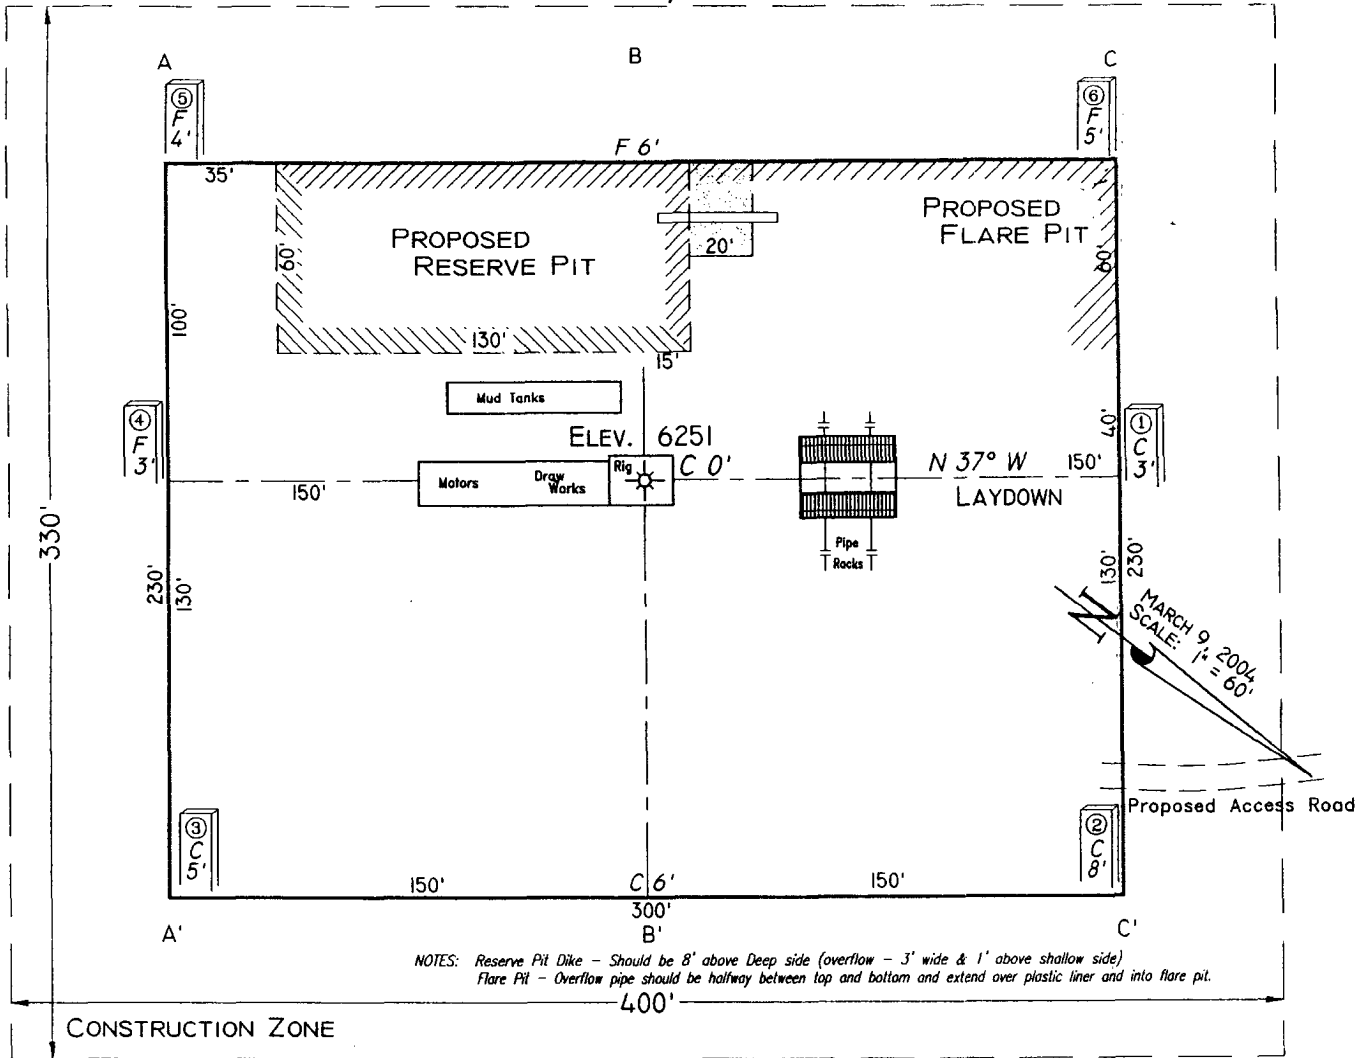 A
B
C
⑤
F
4'
⑥
F
5'
F 6'
35'
PROPOSED
RESERVE PIT
60'
20'
PROPOSED
FLARE PIT
60'
100'
130'
15'
Mud Tanks
④
F
3'
ELEV. 6251
Rig
C 0'
Motors
Draw
Works
150'
N 37° W
150'
LAYDOWN
40'
①
C
3'
Pipe
Racks
330'
230'
130'
130'
230'
N
MARCH 9, 2004
SCALE: 1" = 60'
Proposed Access Road
③
C
5'
②
C
8'
150'
C 6'
150'
300'
A'
B'
C'
NOTES: Reserve Pit Dike - Should be 8' above Deep side (overflow - 3' wide & 1' above shallow side)
Flare Pit - Overflow pipe should be halfway between top and bottom and extend over plastic liner and into flare pit.
400'
CONSTRUCTION ZONE